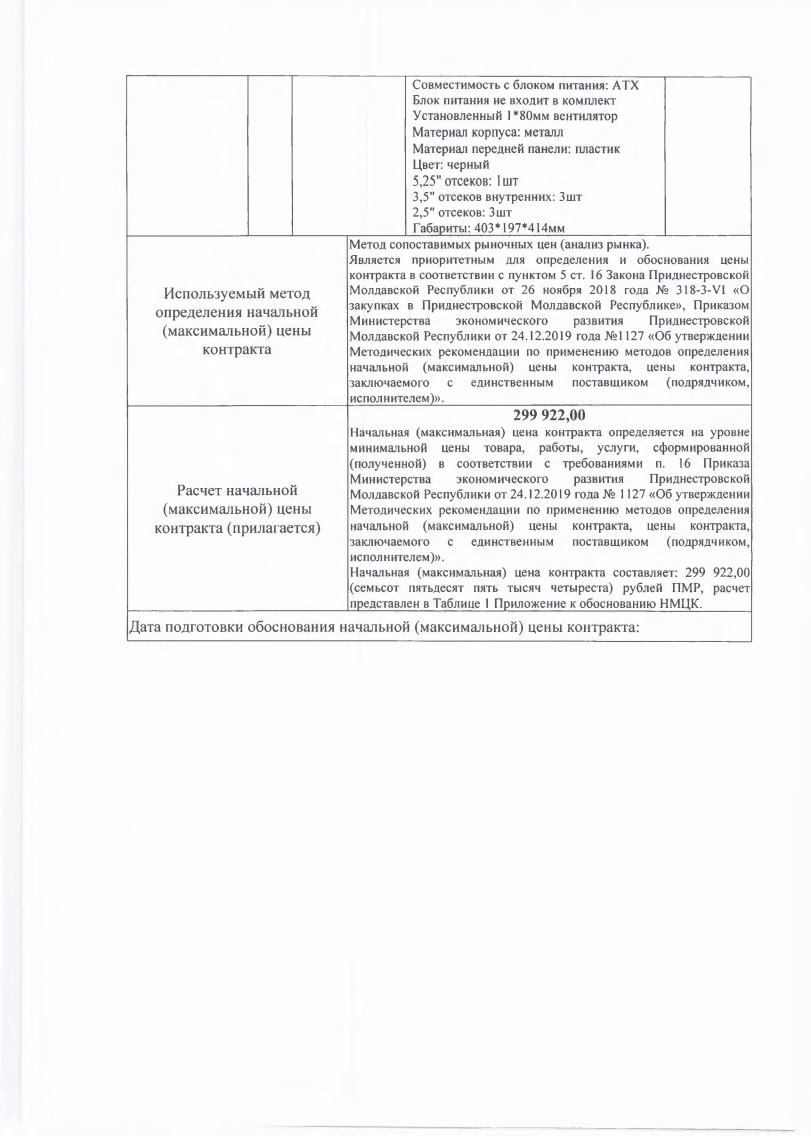 Совместимость с блоком питания: ATX
Блок питания не входит в комплект
Установленный 1*80мм вентилятор
Материал корпуса: металл
Материал передней панели: пластик
Цвет: черный
5,25" отсеков: 1шт
3,5" отсеков внутренних: 3шт
2,5" отсеков: 3шт
Габариты: 403*197*414мм
Используемый метод
определения начальной
(максимальной) цены
контракта
Метод сопоставимых рыночных цен (анализ рынка).
Является приоритетным для определения и обоснования цены
контракта в соответствии с пунктом 5 ст. 16 Закона Приднестровской
Молдавской Республики от 26 ноября 2018 года № 318-З-VI «О
закупках в Приднестровской Молдавской Республике», Приказом
Министерства экономического развития Приднестровской
Молдавской Республики от 24.12.2019 года №1127 «Об утверждении
Методических рекомендации по применению методов определения
начальной (максимальной) цены контракта, цены контракта,
заключаемого с единственным поставщиком (подрядчиком,
исполнителем)».
Расчет начальной
(максимальной) цены
контракта (прилагается)
299 922,00
Начальная (максимальная) цена контракта определяется на уровне
минимальной цены товара, работы, услуги, сформированной
(полученной) в соответствии с требованиями п. 16 Приказа
Министерства экономического развития Приднестровской
Молдавской Республики от 24.12.2019 года № 1127 «Об утверждении
Методических рекомендации по применению методов определения
начальной (максимальной) цены контракта, цены контракта,
заключаемого с единственным поставщиком (подрядчиком,
исполнителем)».
Начальная (максимальная) цена контракта составляет: 299 922,00
(семьсот пятьдесят пять тысяч четыреста) рублей ПМР, расчет
представлен в Таблице 1 Приложение к обоснованию НМЦК.
Дата подготовки обоснования начальной (максимальной) цены контракта: